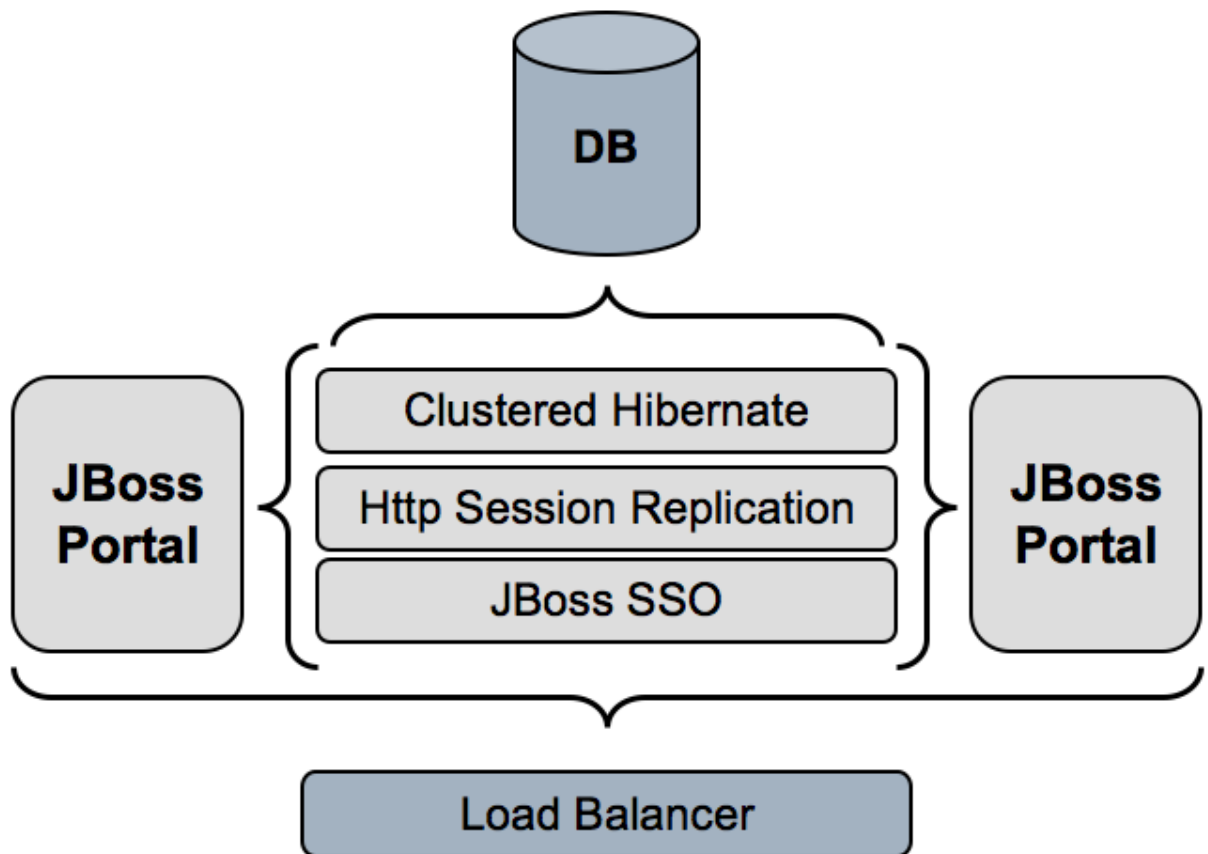 DB
Clustered Hibernate
JBoss
Portal
Http Session Replication
JBoss SSO
JBoss
Portal
Load Balancer